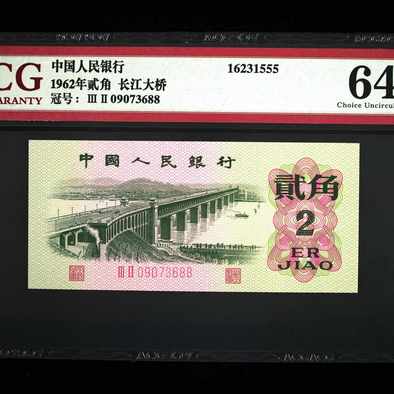 CG
ARANTY
中国人民银行
1962年贰角 长江大桥
冠号：Ⅲ Ⅱ 09073688
16231555
64
Choice Uncircul
中國人民銀行
貳角
2
ER
JIAO
Ⅲ Ⅱ 09073688